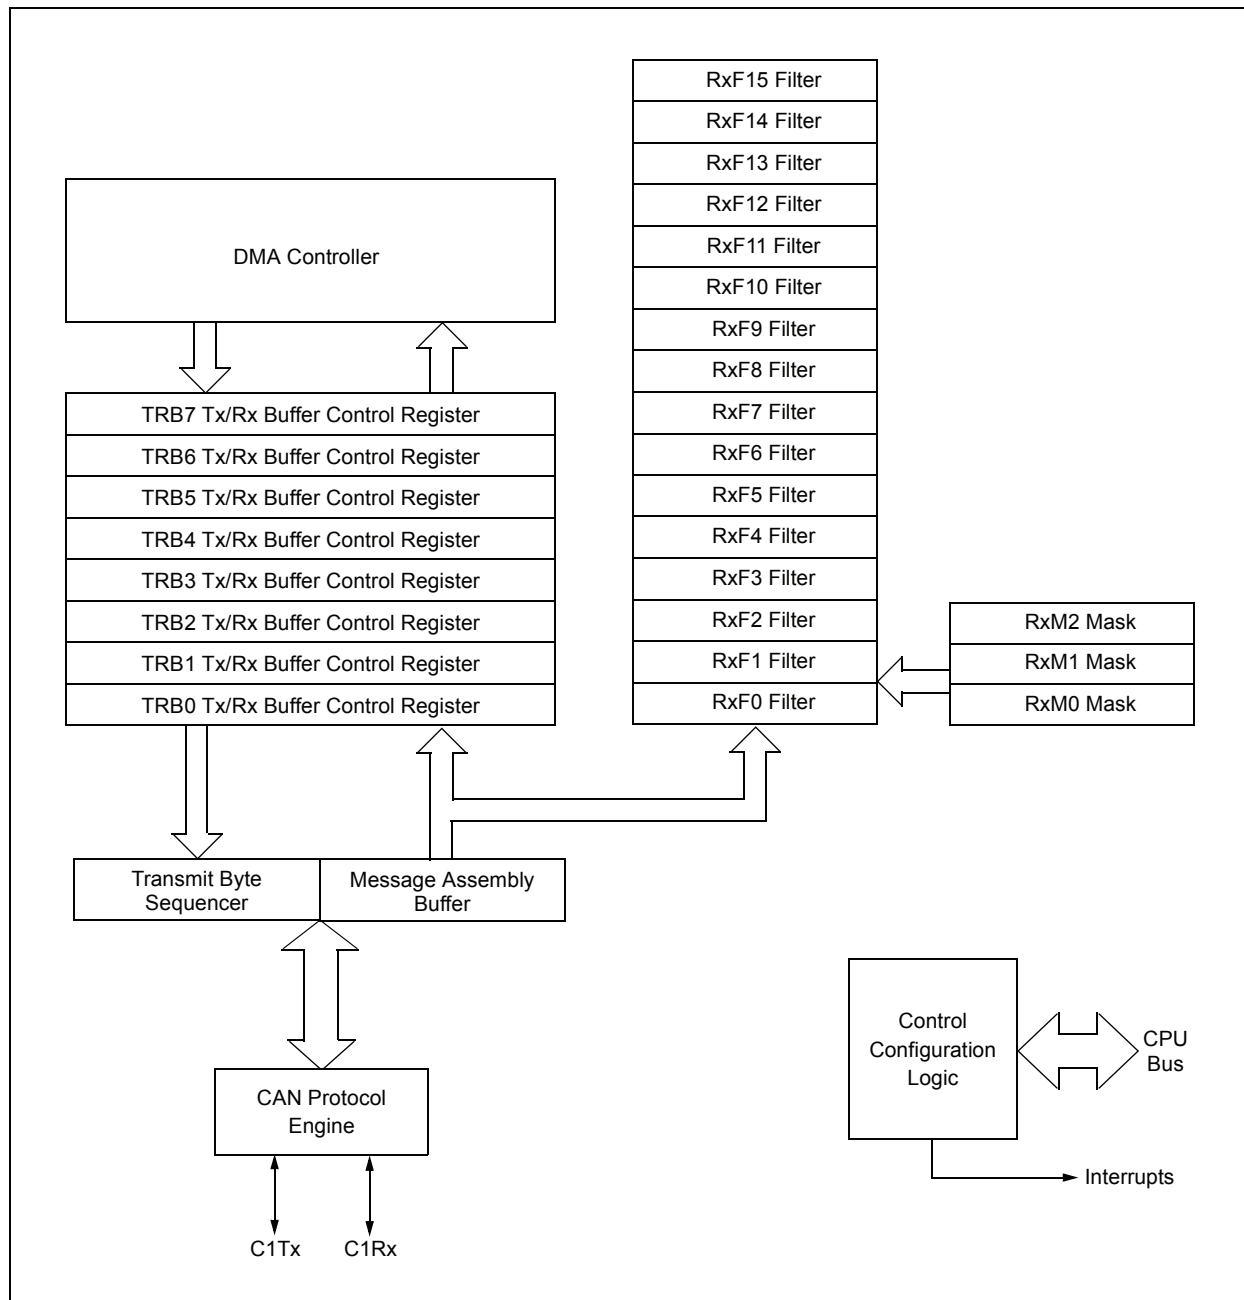 RxF15 Filter
RxF14 Filter
RxF13 Filter
RxF12 Filter
RxF11 Filter
RxF10 Filter
RxF9 Filter
RxF8 Filter
RxF7 Filter
RxF6 Filter
RxF5 Filter
RxF4 Filter
RxF3 Filter
RxF2 Filter
RxF1 Filter
RxF0 Filter
DMA Controller
TRB7 Tx/Rx Buffer Control Register
TRB6 Tx/Rx Buffer Control Register
TRB5 Tx/Rx Buffer Control Register
TRB4 Tx/Rx Buffer Control Register
TRB3 Tx/Rx Buffer Control Register
TRB2 Tx/Rx Buffer Control Register
TRB1 Tx/Rx Buffer Control Register
TRB0 Tx/Rx Buffer Control Register
RxM2 Mask
RxM1 Mask
RxM0 Mask
Transmit Byte
Sequencer
Message Assembly
Buffer
CAN Protocol
Engine
C1Tx
C1Rx
Control
Configuration
Logic
CPU
Bus
Interrupts